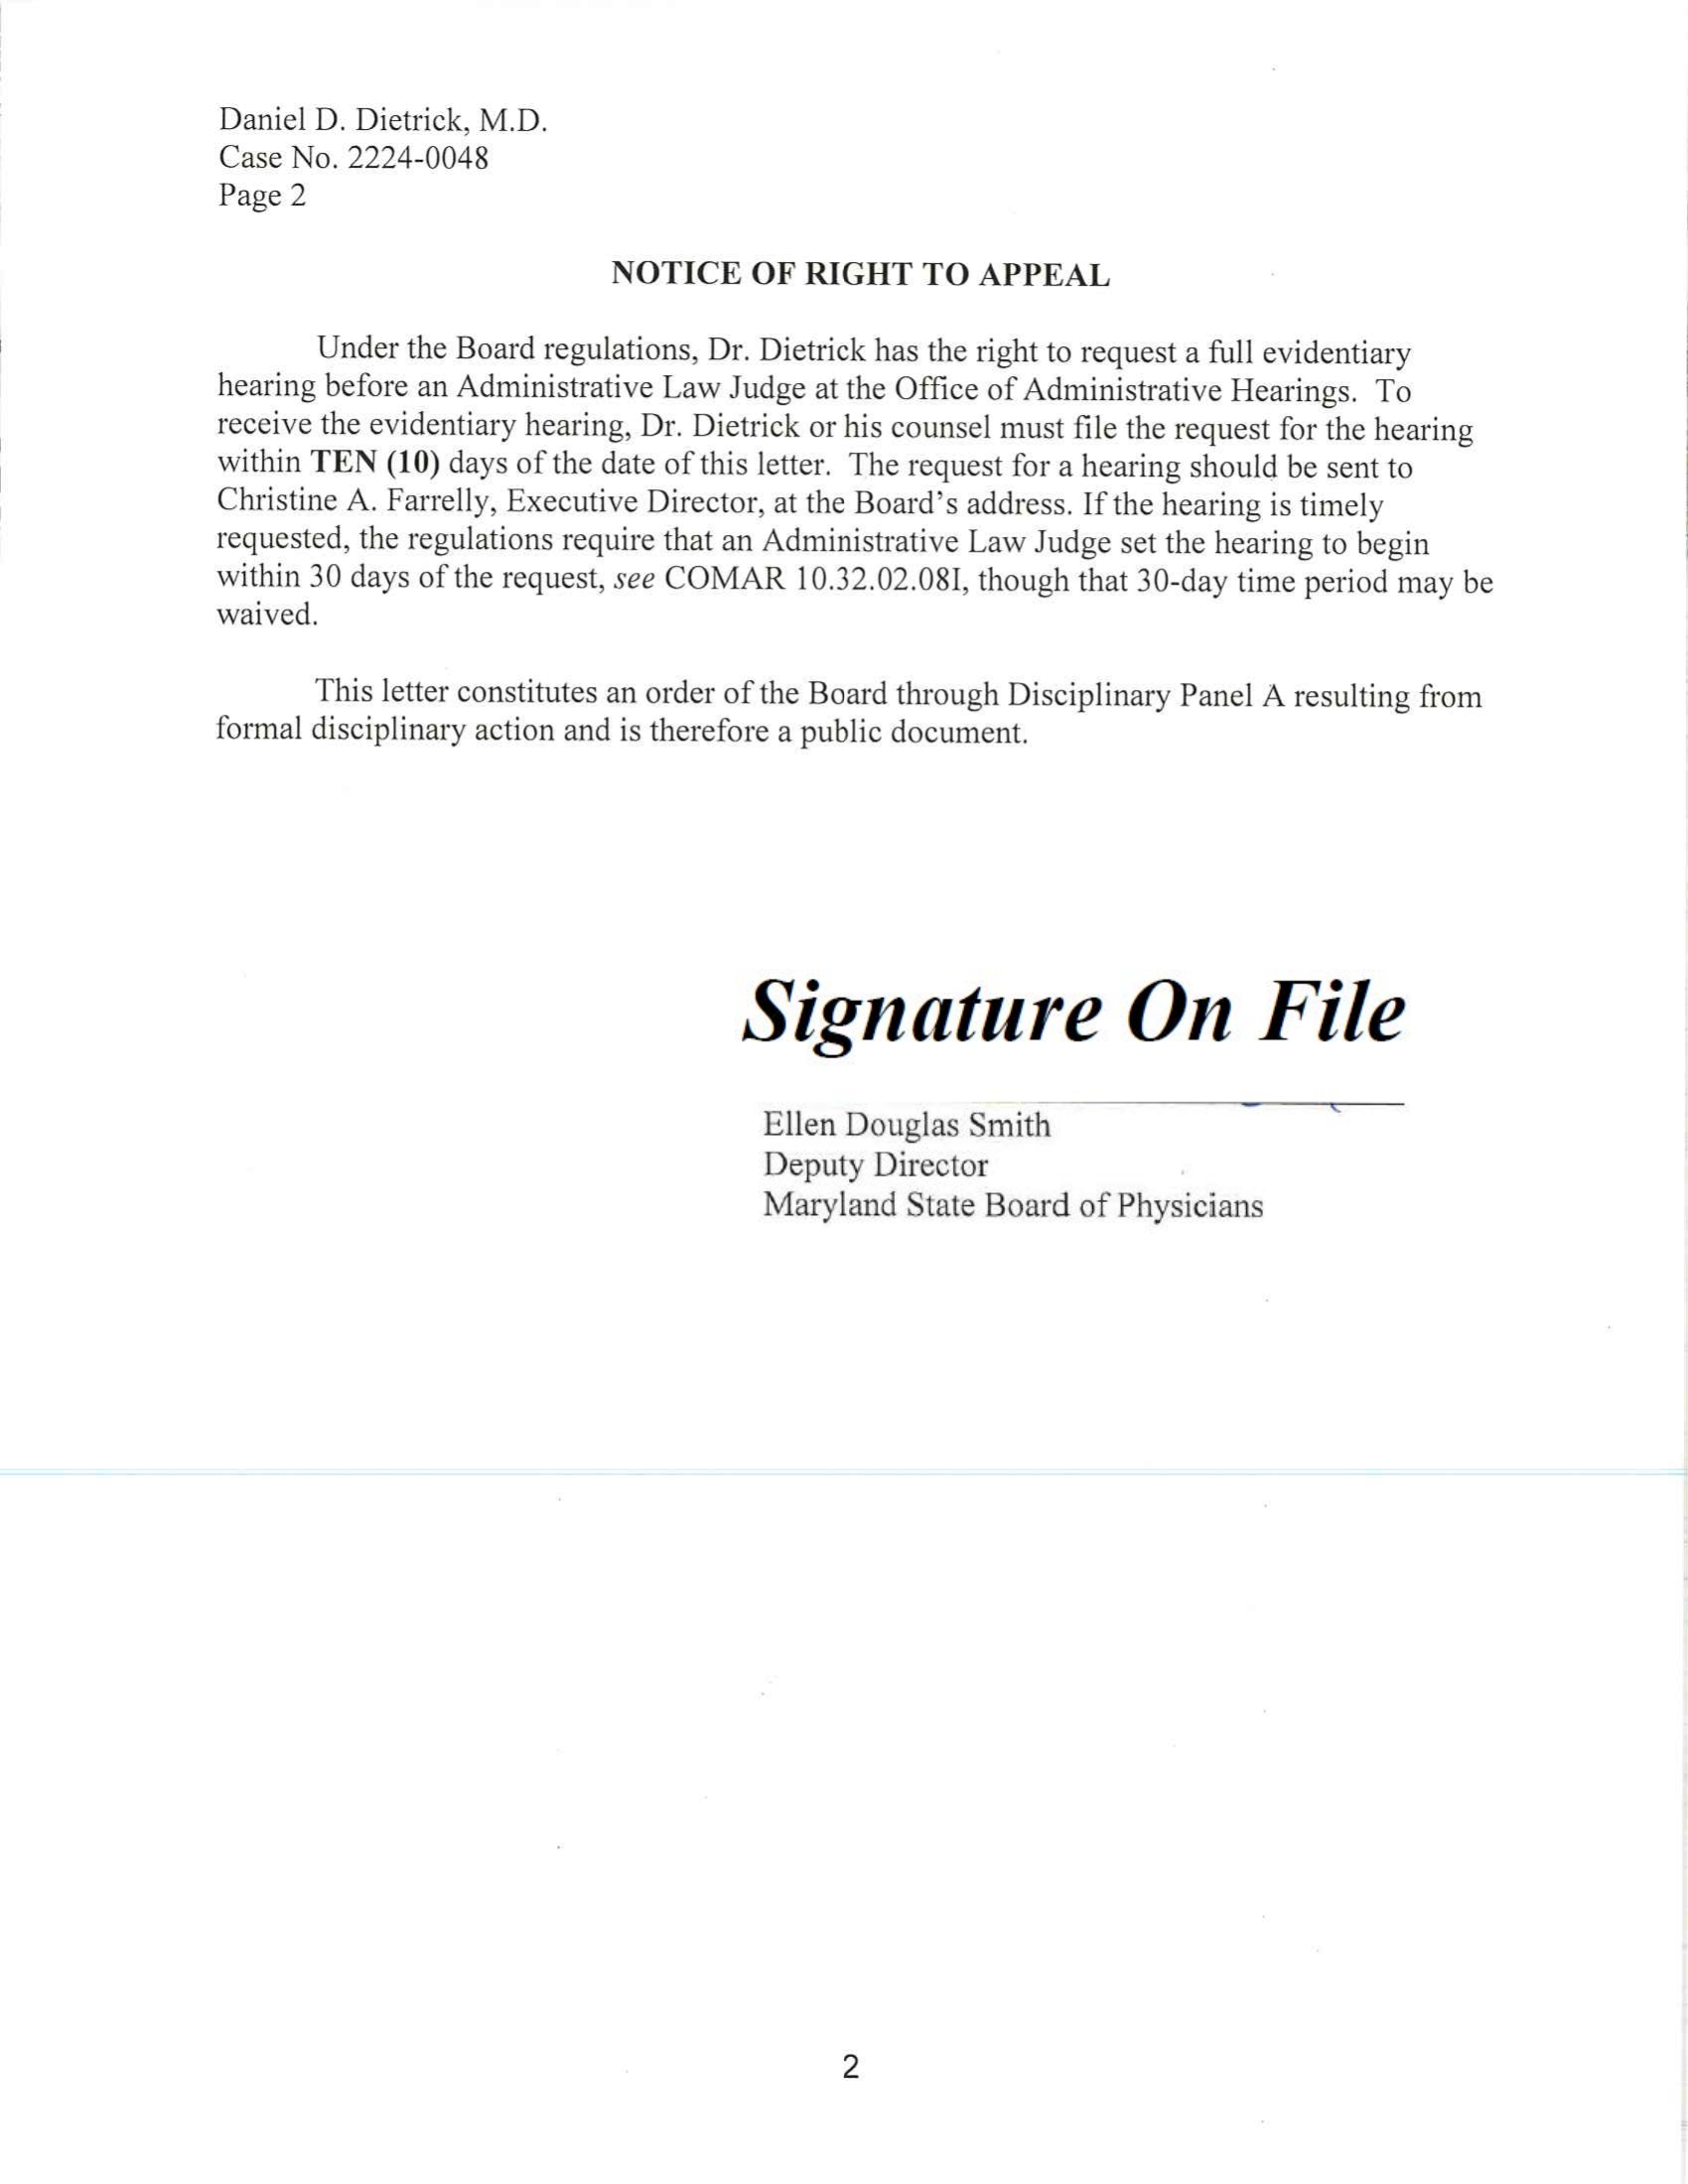 Daniel D. Dietrick, M.D.
Case No. 2224-0048
Page 2
NOTICE OF RIGHT TO APPEAL
Under the Board regulations, Dr. Dietrick has the right to request a full evidentiary
hearing before an Administrative Law Judge at the Office of Administrative Hearings. To
receive the evidentiary hearing, Dr. Dietrick or his counsel must file the request for the hearing
within TEN (10) days of the date of this letter. The request for a hearing should be sent to
Christine A. Farrelly, Executive Director, at the Board's address. If the hearing is timely
requested, the regulations require that an Administrative Law Judge set the hearing to begin
within 30 days of the request, see COMAR 10.32.02.08I, though that 30-day time period may be
waived.
This letter constitutes an order of the Board through Disciplinary Panel A resulting from
formal disciplinary action and is therefore a public document.
Signature On File
Ellen Douglas Smith
Deputy Director
Maryland State Board of Physicians
2